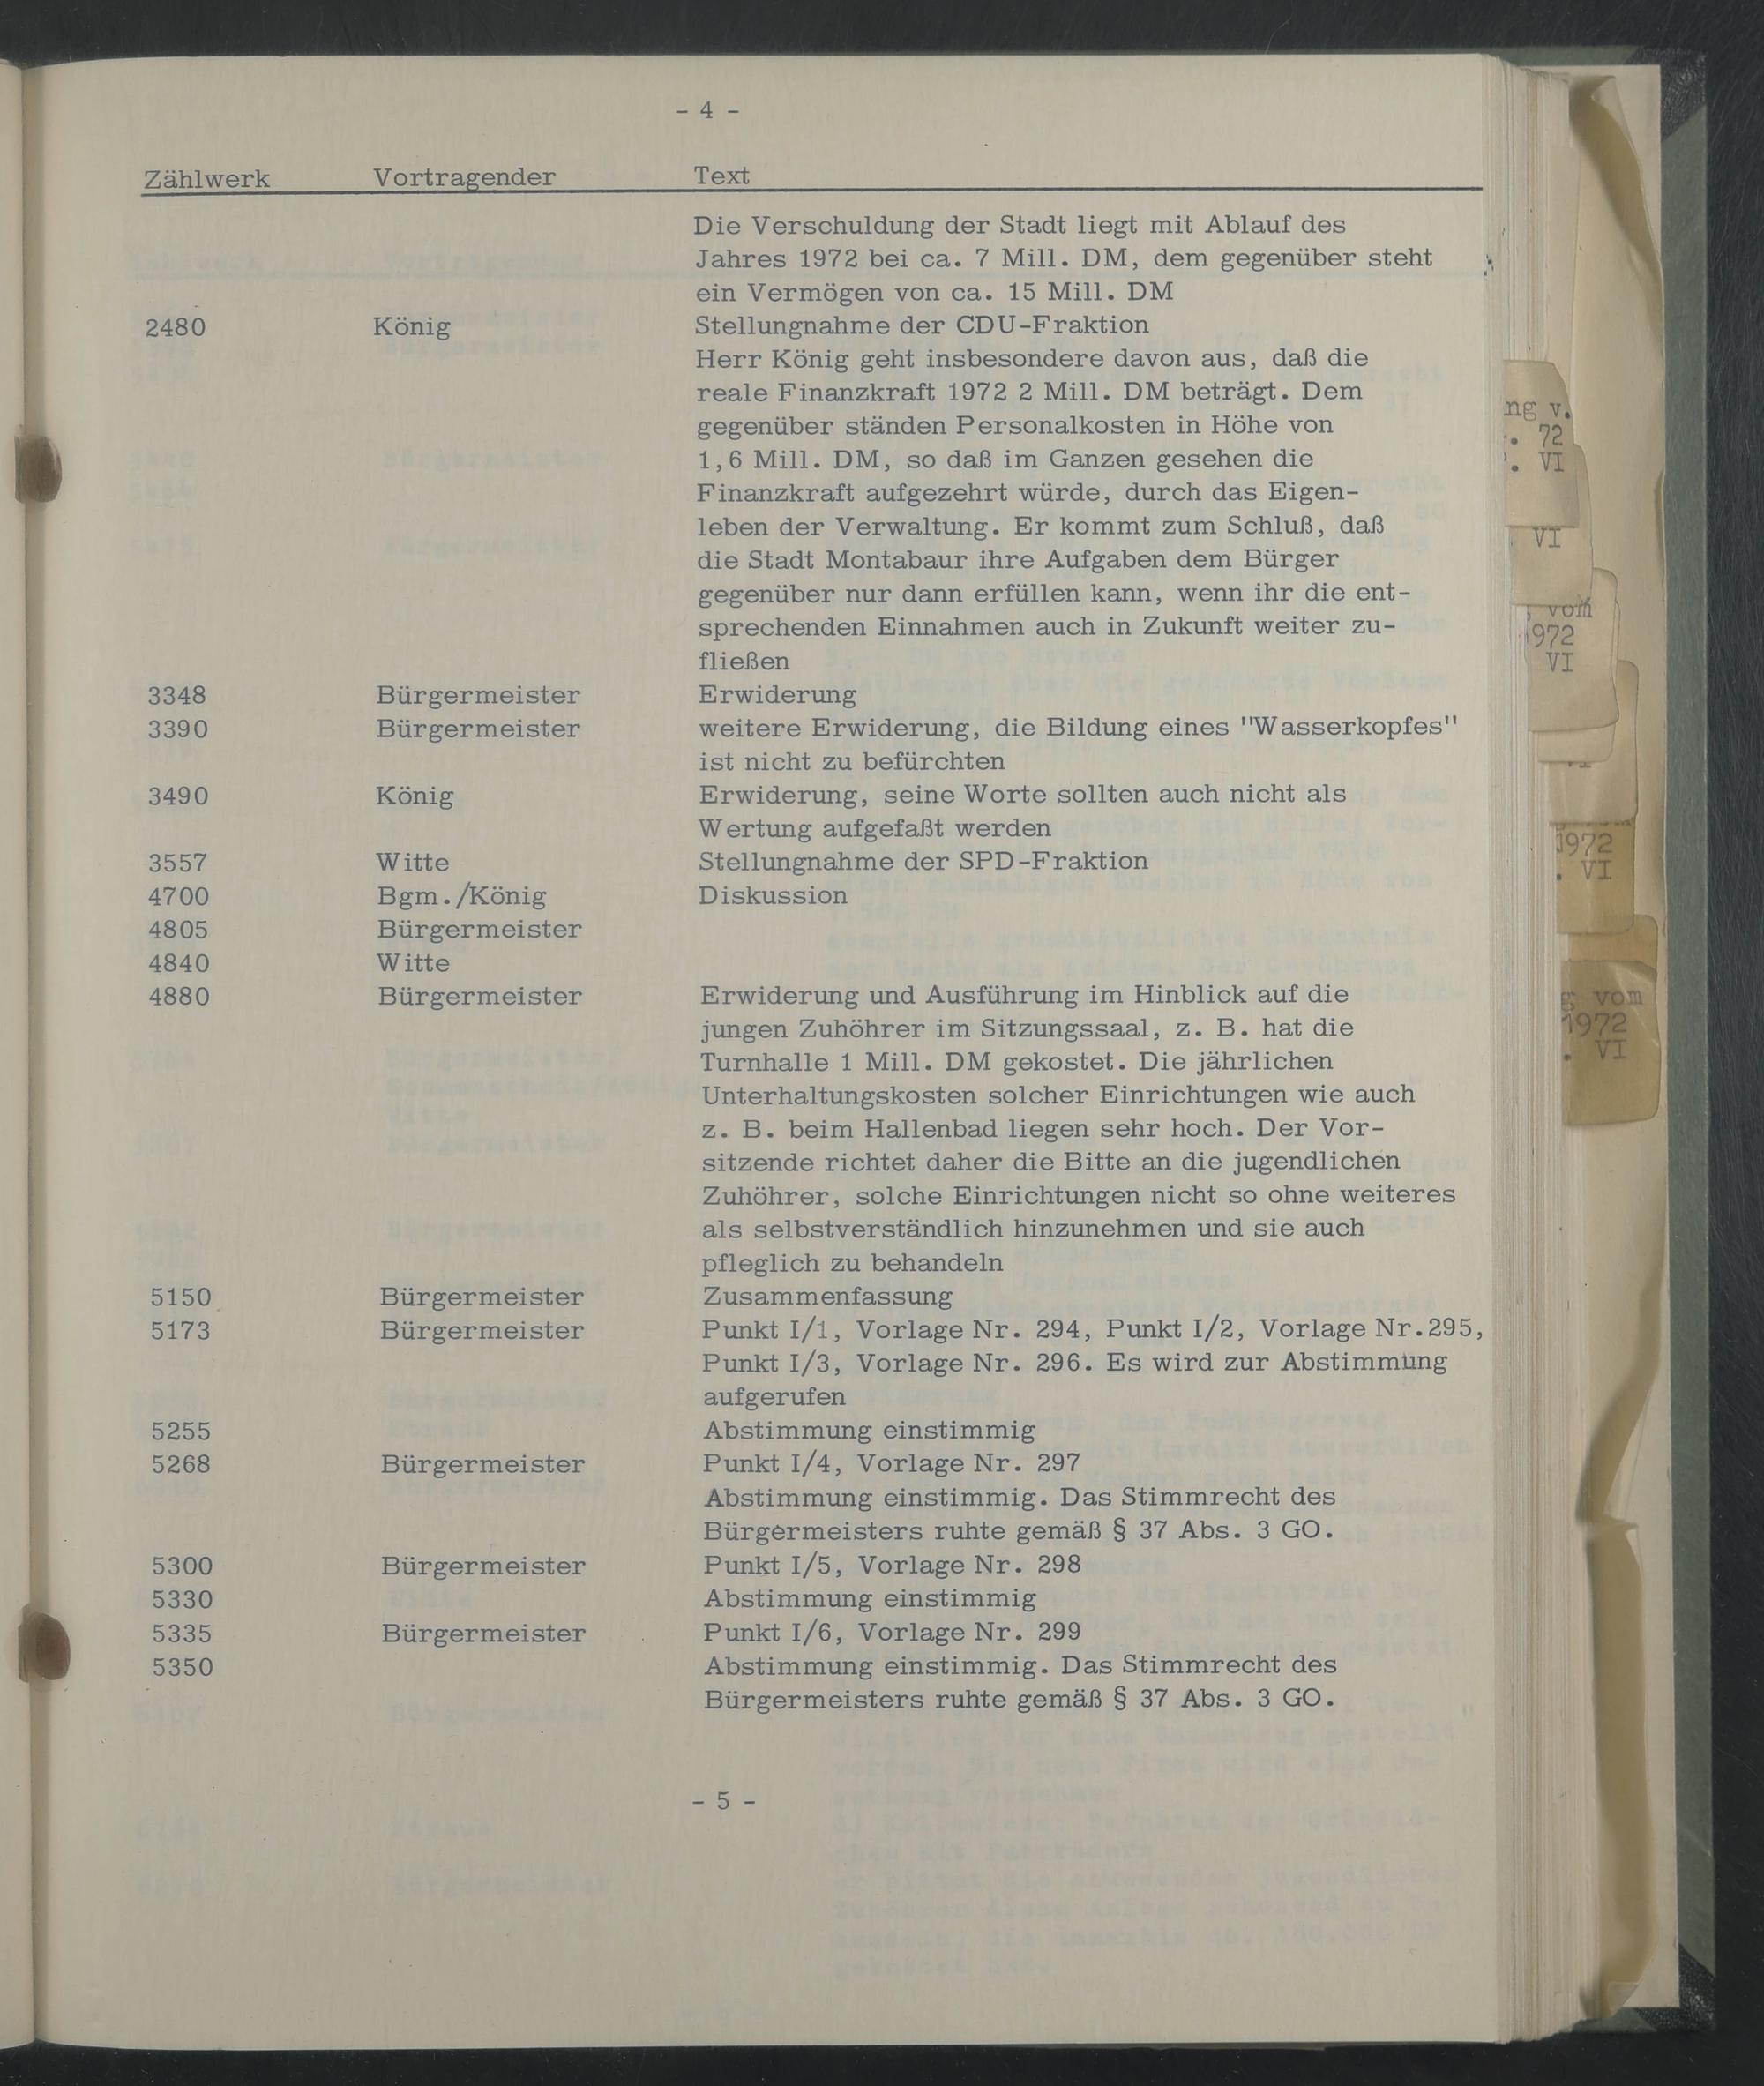 - 4 -
Zählwerk Vortragender Text
Die Verschuldung der Stadt liegt mit Ablauf des
Jahres 1972 bei ca. 7 Mill. DM, dem gegenüber steht
ein Vermögen von ca. 15 Mill. DM
2480 König Stellungnahme der CDU-Fraktion
Herr König geht insbesondere davon aus, daß die
reale Finanzkraft 1972 2 Mill. DM beträgt. Dem
gegenüber ständen Personalkosten in Höhe von
1,6 Mill. DM, so daß im Ganzen gesehen die
Finanzkraft aufgezehrt würde, durch das Eigen-
leben der Verwaltung. Er kommt zum Schluß, daß
die Stadt Montabaur ihre Aufgaben dem Bürger
gegenüber nur dann erfüllen kann, wenn ihr die ent-
sprechenden Einnahmen auch in Zukunft weiter zu-
fließen
3348 Bürgermeister Erwiderung
3390 Bürgermeister weitere Erwiderung, die Bildung eines "Wasserkopfes"
ist nicht zu befürchten
3490 König Erwiderung, seine Worte sollten auch nicht als
Wertung aufgefaßt werden
3557 Witte Stellungnahme der SPD-Fraktion
4700 Bgm./König Diskussion
4805 Bürgermeister
4840 Witte
4880 Bürgermeister Erwiderung und Ausführung im Hinblick auf die
jungen Zuhöhrer im Sitzungssaal, z. B. hat die
Turnhalle 1 Mill. DM gekostet. Die jährlichen
Unterhaltungskosten solcher Einrichtungen wie auch
z. B. beim Hallenbad liegen sehr hoch. Der Vor-
sitzende richtet daher die Bitte an die jugendlichen
Zuhöhrer, solche Einrichtungen nicht so ohne weiteres
als selbstverständlich hinzunehmen und sie auch
pfleglich zu behandeln
5150 Bürgermeister Zusammenfassung
5173 Bürgermeister Punkt I/1, Vorlage Nr. 294, Punkt I/2, Vorlage Nr.295,
Punkt I/3, Vorlage Nr. 296. Es wird zur Abstimmung
aufgerufen
5255 Abstimmung einstimmig
5268 Bürgermeister Punkt I/4, Vorlage Nr. 297
Abstimmung einstimmig. Das Stimmrecht des
Bürgermeisters ruhte gemäß § 37 Abs. 3 GO.
5300 Bürgermeister Punkt I/5, Vorlage Nr. 298
5330 Abstimmung einstimmig
5335 Bürgermeister Punkt I/6, Vorlage Nr. 299
5350 Abstimmung einstimmig. Das Stimmrecht des
Bürgermeisters ruhte gemäß § 37 Abs. 3 GO.
- 5 -
ng v.
. 72
. VI
VI
vom
972
VI
1972
. VI
g vom
1972
. VI